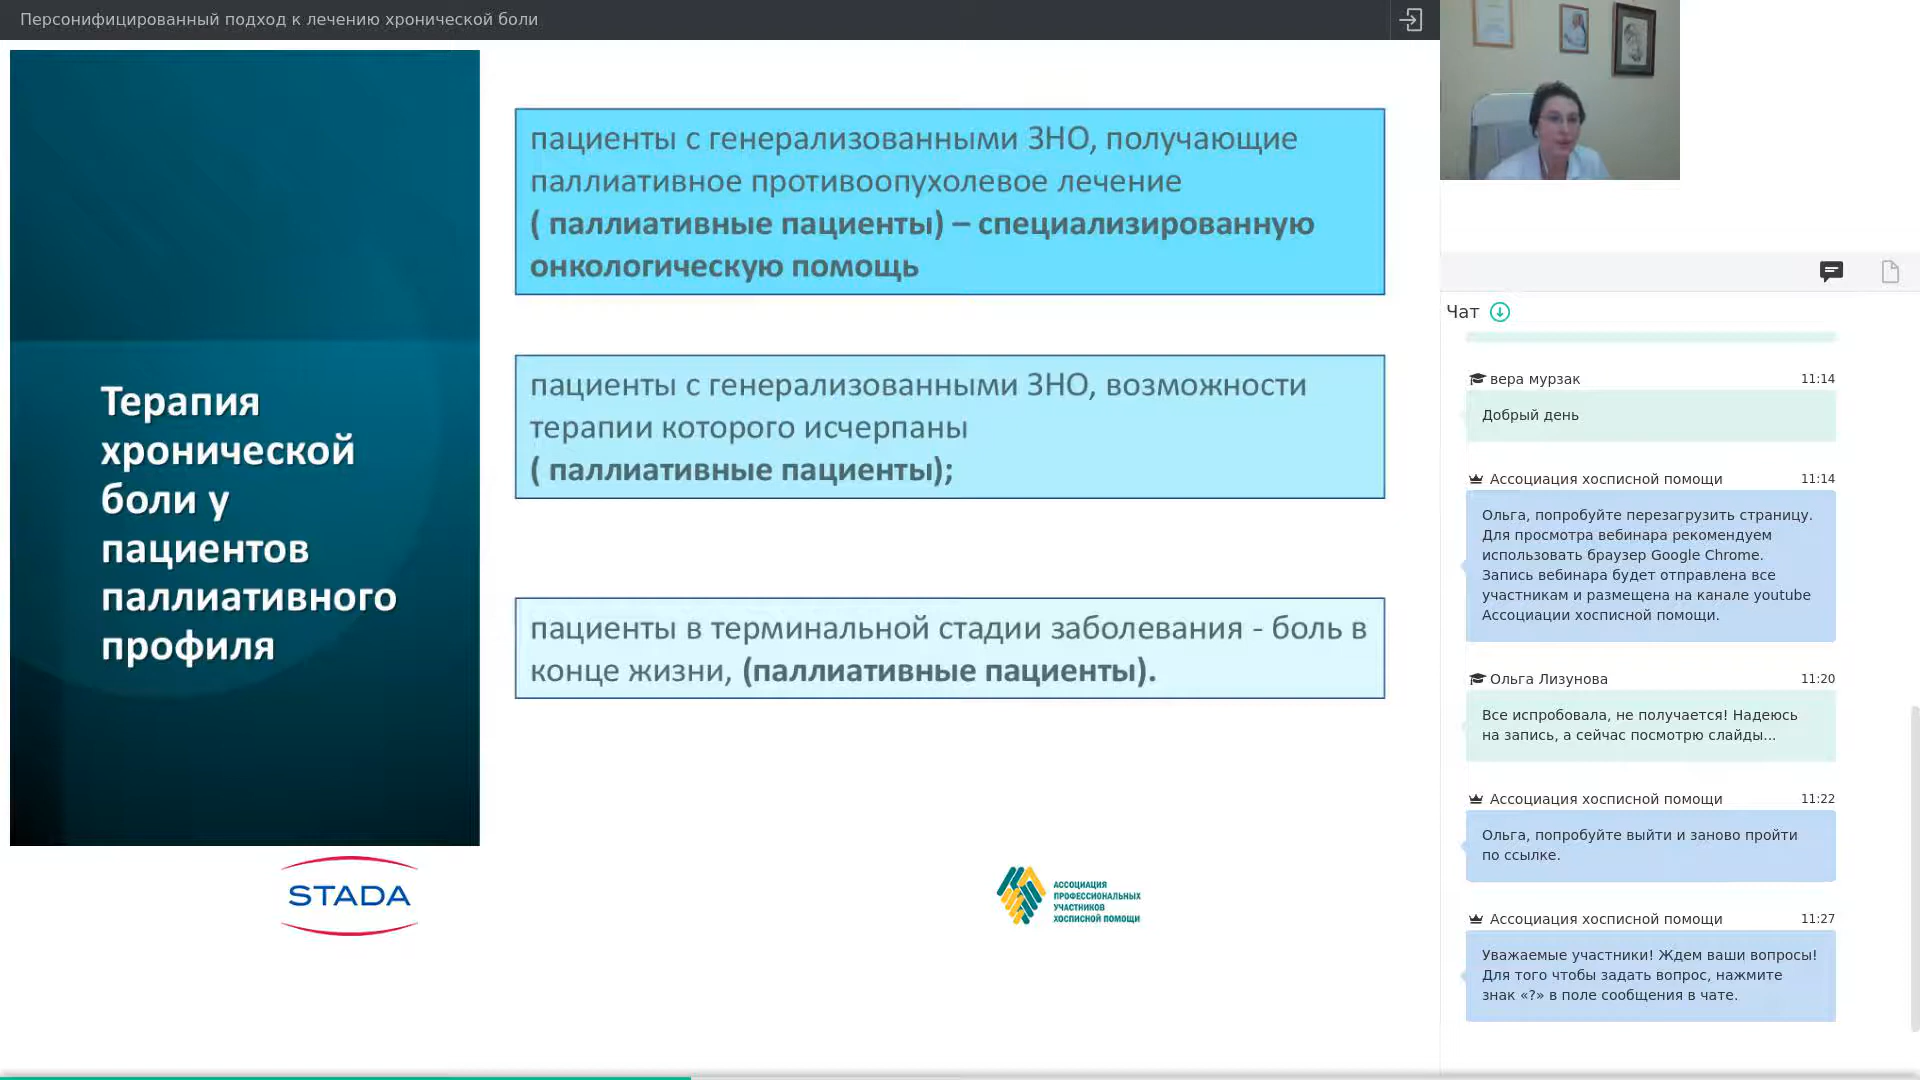 Персонифицированный подход к лечению хронической боли
Терапия
хронической
боли у
пациентов
паллиативного
профиля
пациенты с генерализованными ЗНО, получающие
паллиативное противоопухолевое лечение
( паллиативные пациенты) – специализированную
онкологическую помощь
пациенты с генерализованными ЗНО, возможности
терапии которого исчерпаны
( паллиативные пациенты);
пациенты в терминальной стадии заболевания - боль в
конце жизни, (паллиативные пациенты).
STADA
АССОЦИАЦИЯ
ПРОФЕССИОНАЛЬНЫХ
УЧАСТНИКОВ
ХОСПИСНОЙ ПОМОЩИ
Чат
вера мурзак 11:14
Добрый день
Ассоциация хосписной помощи 11:14
Ольга, попробуйте перезагрузить страницу.
Для просмотра вебинара рекомендуем
использовать браузер Google Chrome.
Запись вебинара будет отправлена все
участникам и размещена на канале youtube
Ассоциации хосписной помощи.
Ольга Лизунова 11:20
Все испробовала, не получается! Надеюсь
на запись, а сейчас посмотрю слайды...
Ассоциация хосписной помощи 11:22
Ольга, попробуйте выйти и заново пройти
по ссылке.
Ассоциация хосписной помощи 11:27
Уважаемые участники! Ждем ваши вопросы!
Для того чтобы задать вопрос, нажмите
знак «?» в поле сообщения в чате.